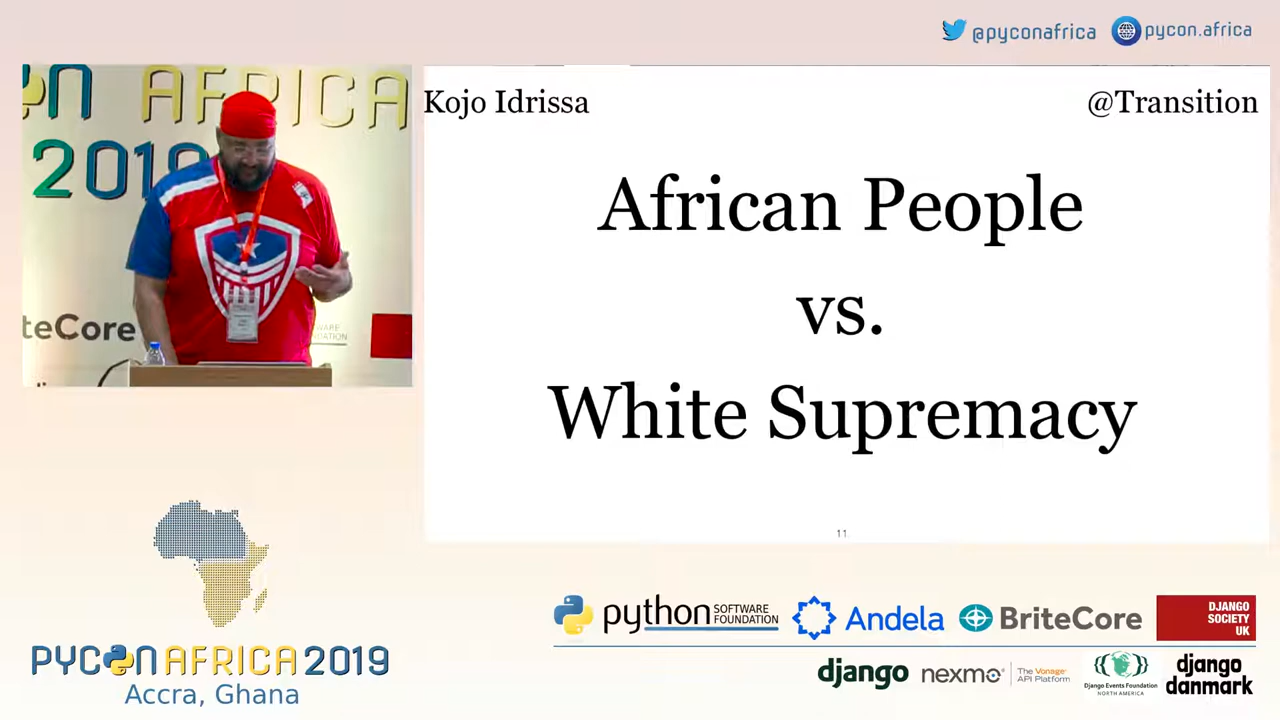 @pyconafrica
pycon.africa
Kojo Idrissa
@Transition
ON AFRICA
2019
iteCore
African People
vs.
White Supremacy
11
PYCON AFRICA 2019
Accra, Ghana
python SOFTWARE
FOUNDATION
Andela
BriteCore
DJANGO
SOCIETY
UK
django
nexmo
The Vonage
API Platform
Django Events Foundation
NORTH AMERICA
django
danmark